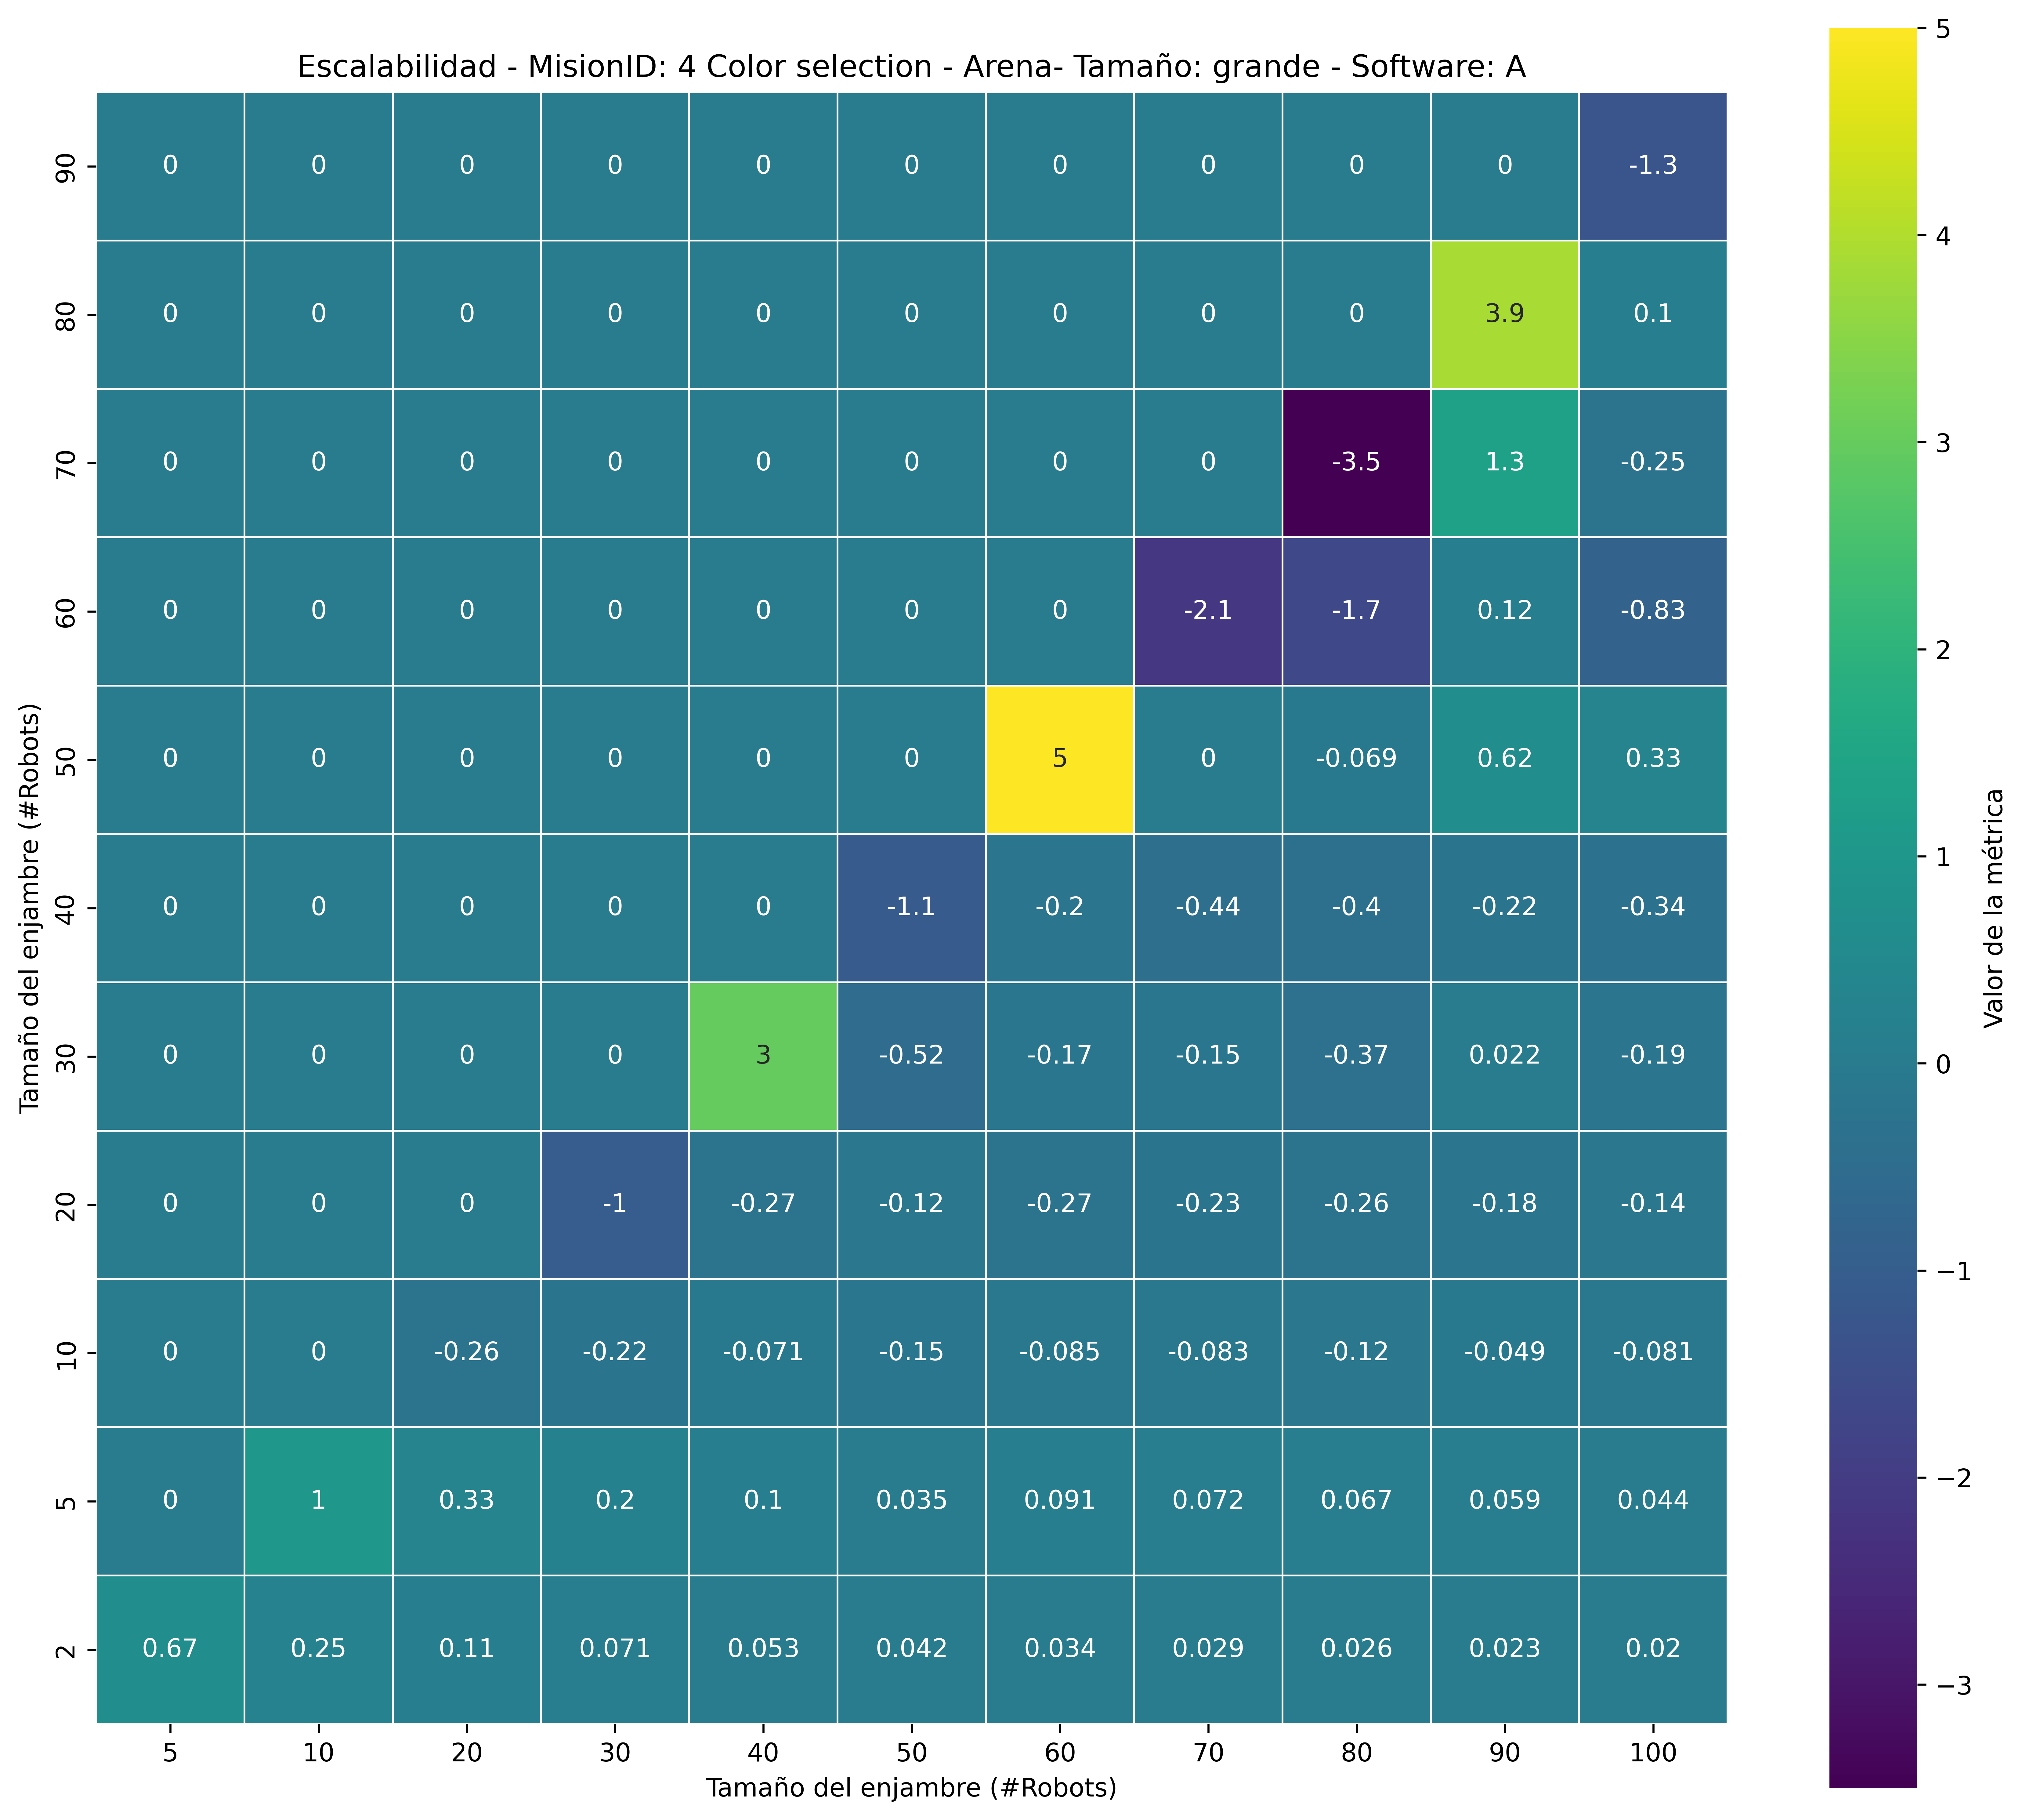 Escalabilidad - MisionID: 4 Color selection - Arena- Tamaño: grande - Software: A
Tamaño del enjambre (#Robots)
90 0 0 0 0 0 0 0 0 0 0 -1.3
80 0 0 0 0 0 0 0 0 0 3.9 0.1
70 0 0 0 0 0 0 0 0 -3.5 1.3 -0.25
60 0 0 0 0 0 0 0 -2.1 -1.7 0.12 -0.83
50 0 0 0 0 0 0 5 0 -0.069 0.62 0.33
40 0 0 0 0 0 -1.1 -0.2 -0.44 -0.4 -0.22 -0.34
30 0 0 0 0 3 -0.52 -0.17 -0.15 -0.37 0.022 -0.19
20 0 0 0 -1 -0.27 -0.12 -0.27 -0.23 -0.26 -0.18 -0.14
10 0 0 -0.26 -0.22 -0.071 -0.15 -0.085 -0.083 -0.12 -0.049 -0.081
5 0 1 0.33 0.2 0.1 0.035 0.091 0.072 0.067 0.059 0.044
2 0.67 0.25 0.11 0.071 0.053 0.042 0.034 0.029 0.026 0.023 0.02
5 10 20 30 40 50 60 70 80 90 100
Tamaño del enjambre (#Robots)
5
4
3
2
1
0
−1
−2
−3
Valor de la métrica